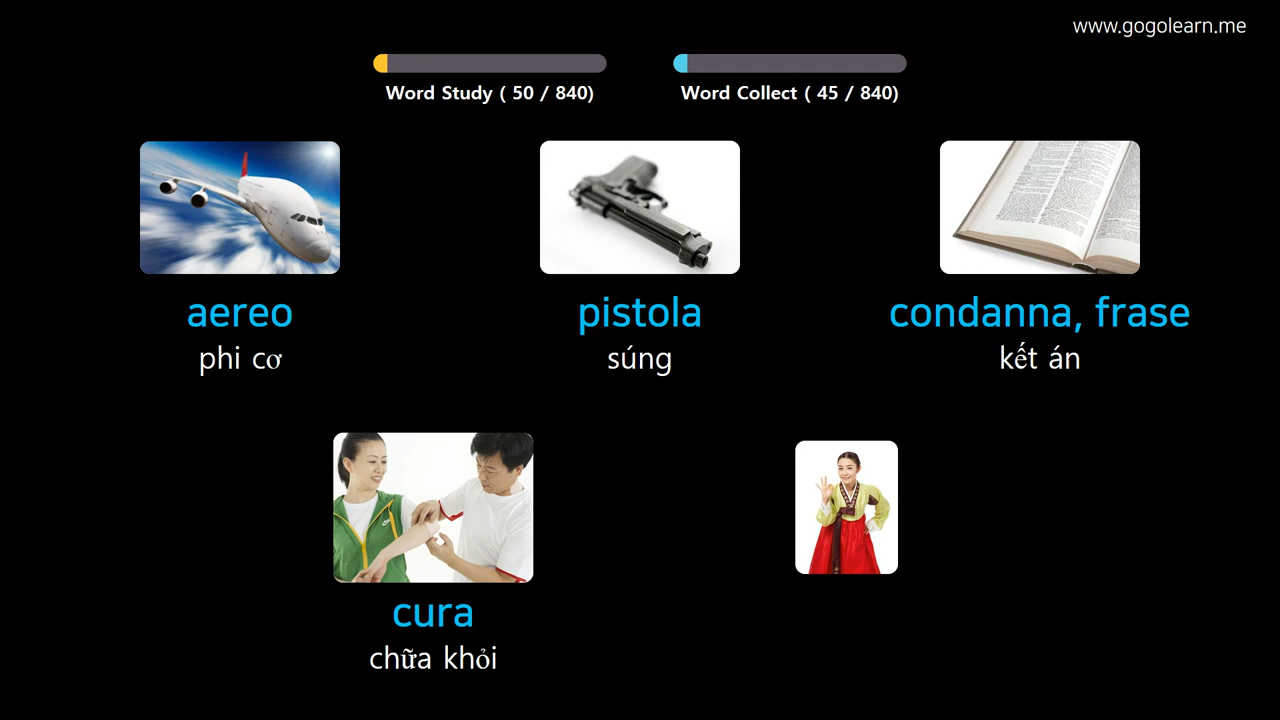 www.gogolearn.me
Word Study ( 50 / 840)
Word Collect ( 45 / 840)
aereo
phi cơ
pistola
súng
condanna, frase
kết án
cura
chữa khỏi